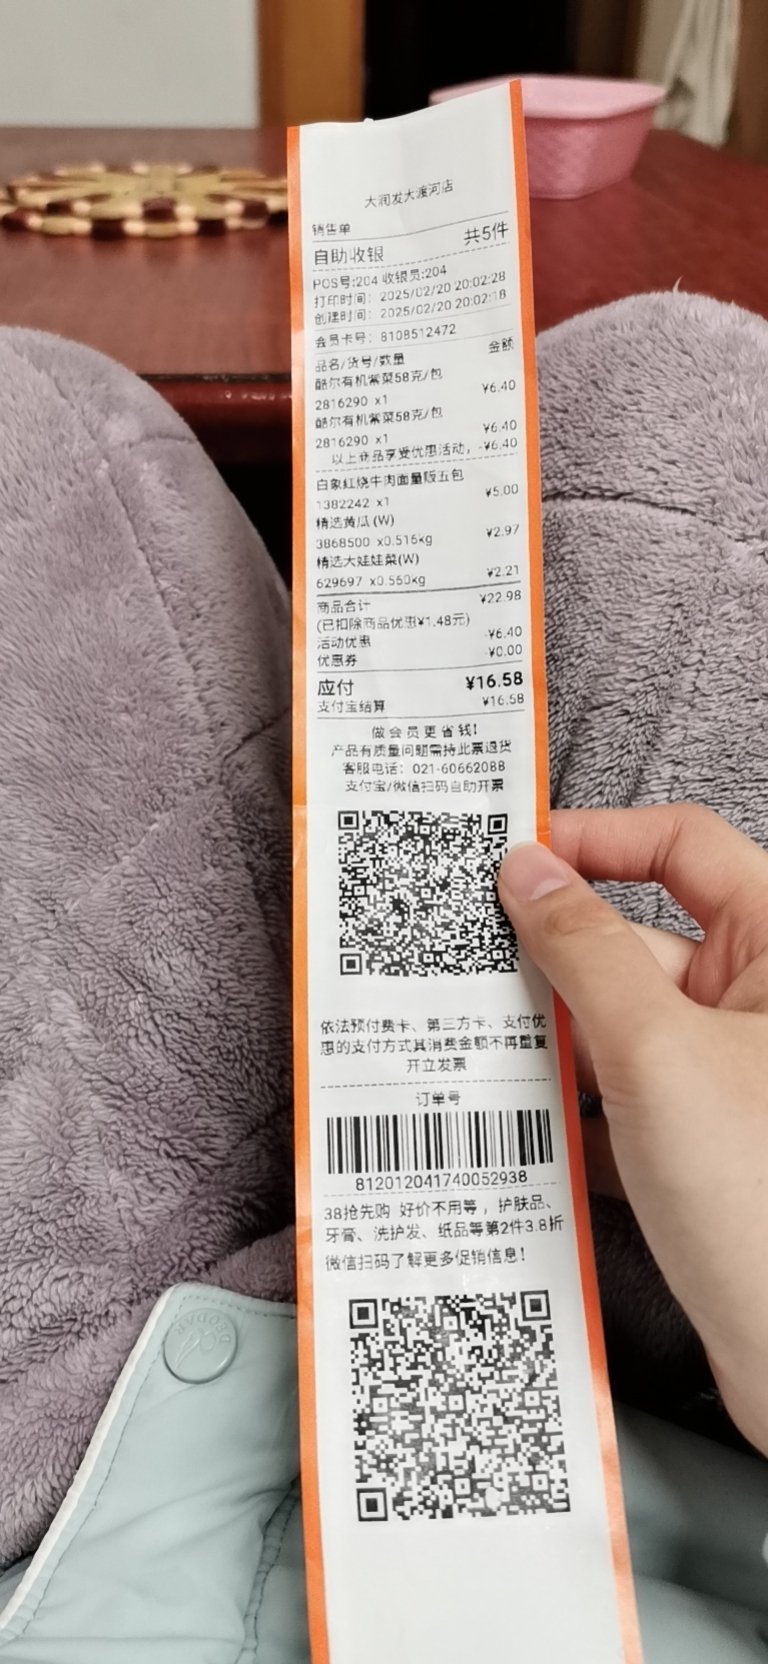 大润发大渡河店
销售单
自助收银 共5件
POS号:204 收银员:204
打印时间: 2025/02/20 20:02:28
创建时间: 2025/02/20 20:02:18
会员卡号: 8108512472
品名/货号/数量 金额
酷尔有机紫菜58克/包
2816290 x1 ¥6.40
酷尔有机紫菜58克/包
2816290 x1 ¥6.40
以上商品享受优惠活动, -¥6.40
白象红烧牛肉面量贩五包
1382242 x1 ¥5.00
精选黄瓜(W)
3868500 x0.516kg ¥2.97
精选大娃娃菜(W)
629697 x0.560kg ¥2.21
商品合计 ¥22.98
(已扣除商品优惠¥1.48元)
活动优惠 -¥6.40
优惠券 -¥0.00
应付 ¥16.58
支付宝结算 ¥16.58
做会员更省钱!
产品有质量问题需持此票退货
客服电话: 021-60662088
支付宝/微信扫码自助开票
依法预付费卡、第三方卡、支付优
惠的支付方式其消费金额不再重复
开立发票
订单号
812012041740052938
38抢先购 好价不用等，护肤品、
牙膏、洗护发、纸品等第2件3.8折
微信扫码了解更多促销信息!
DEODAR